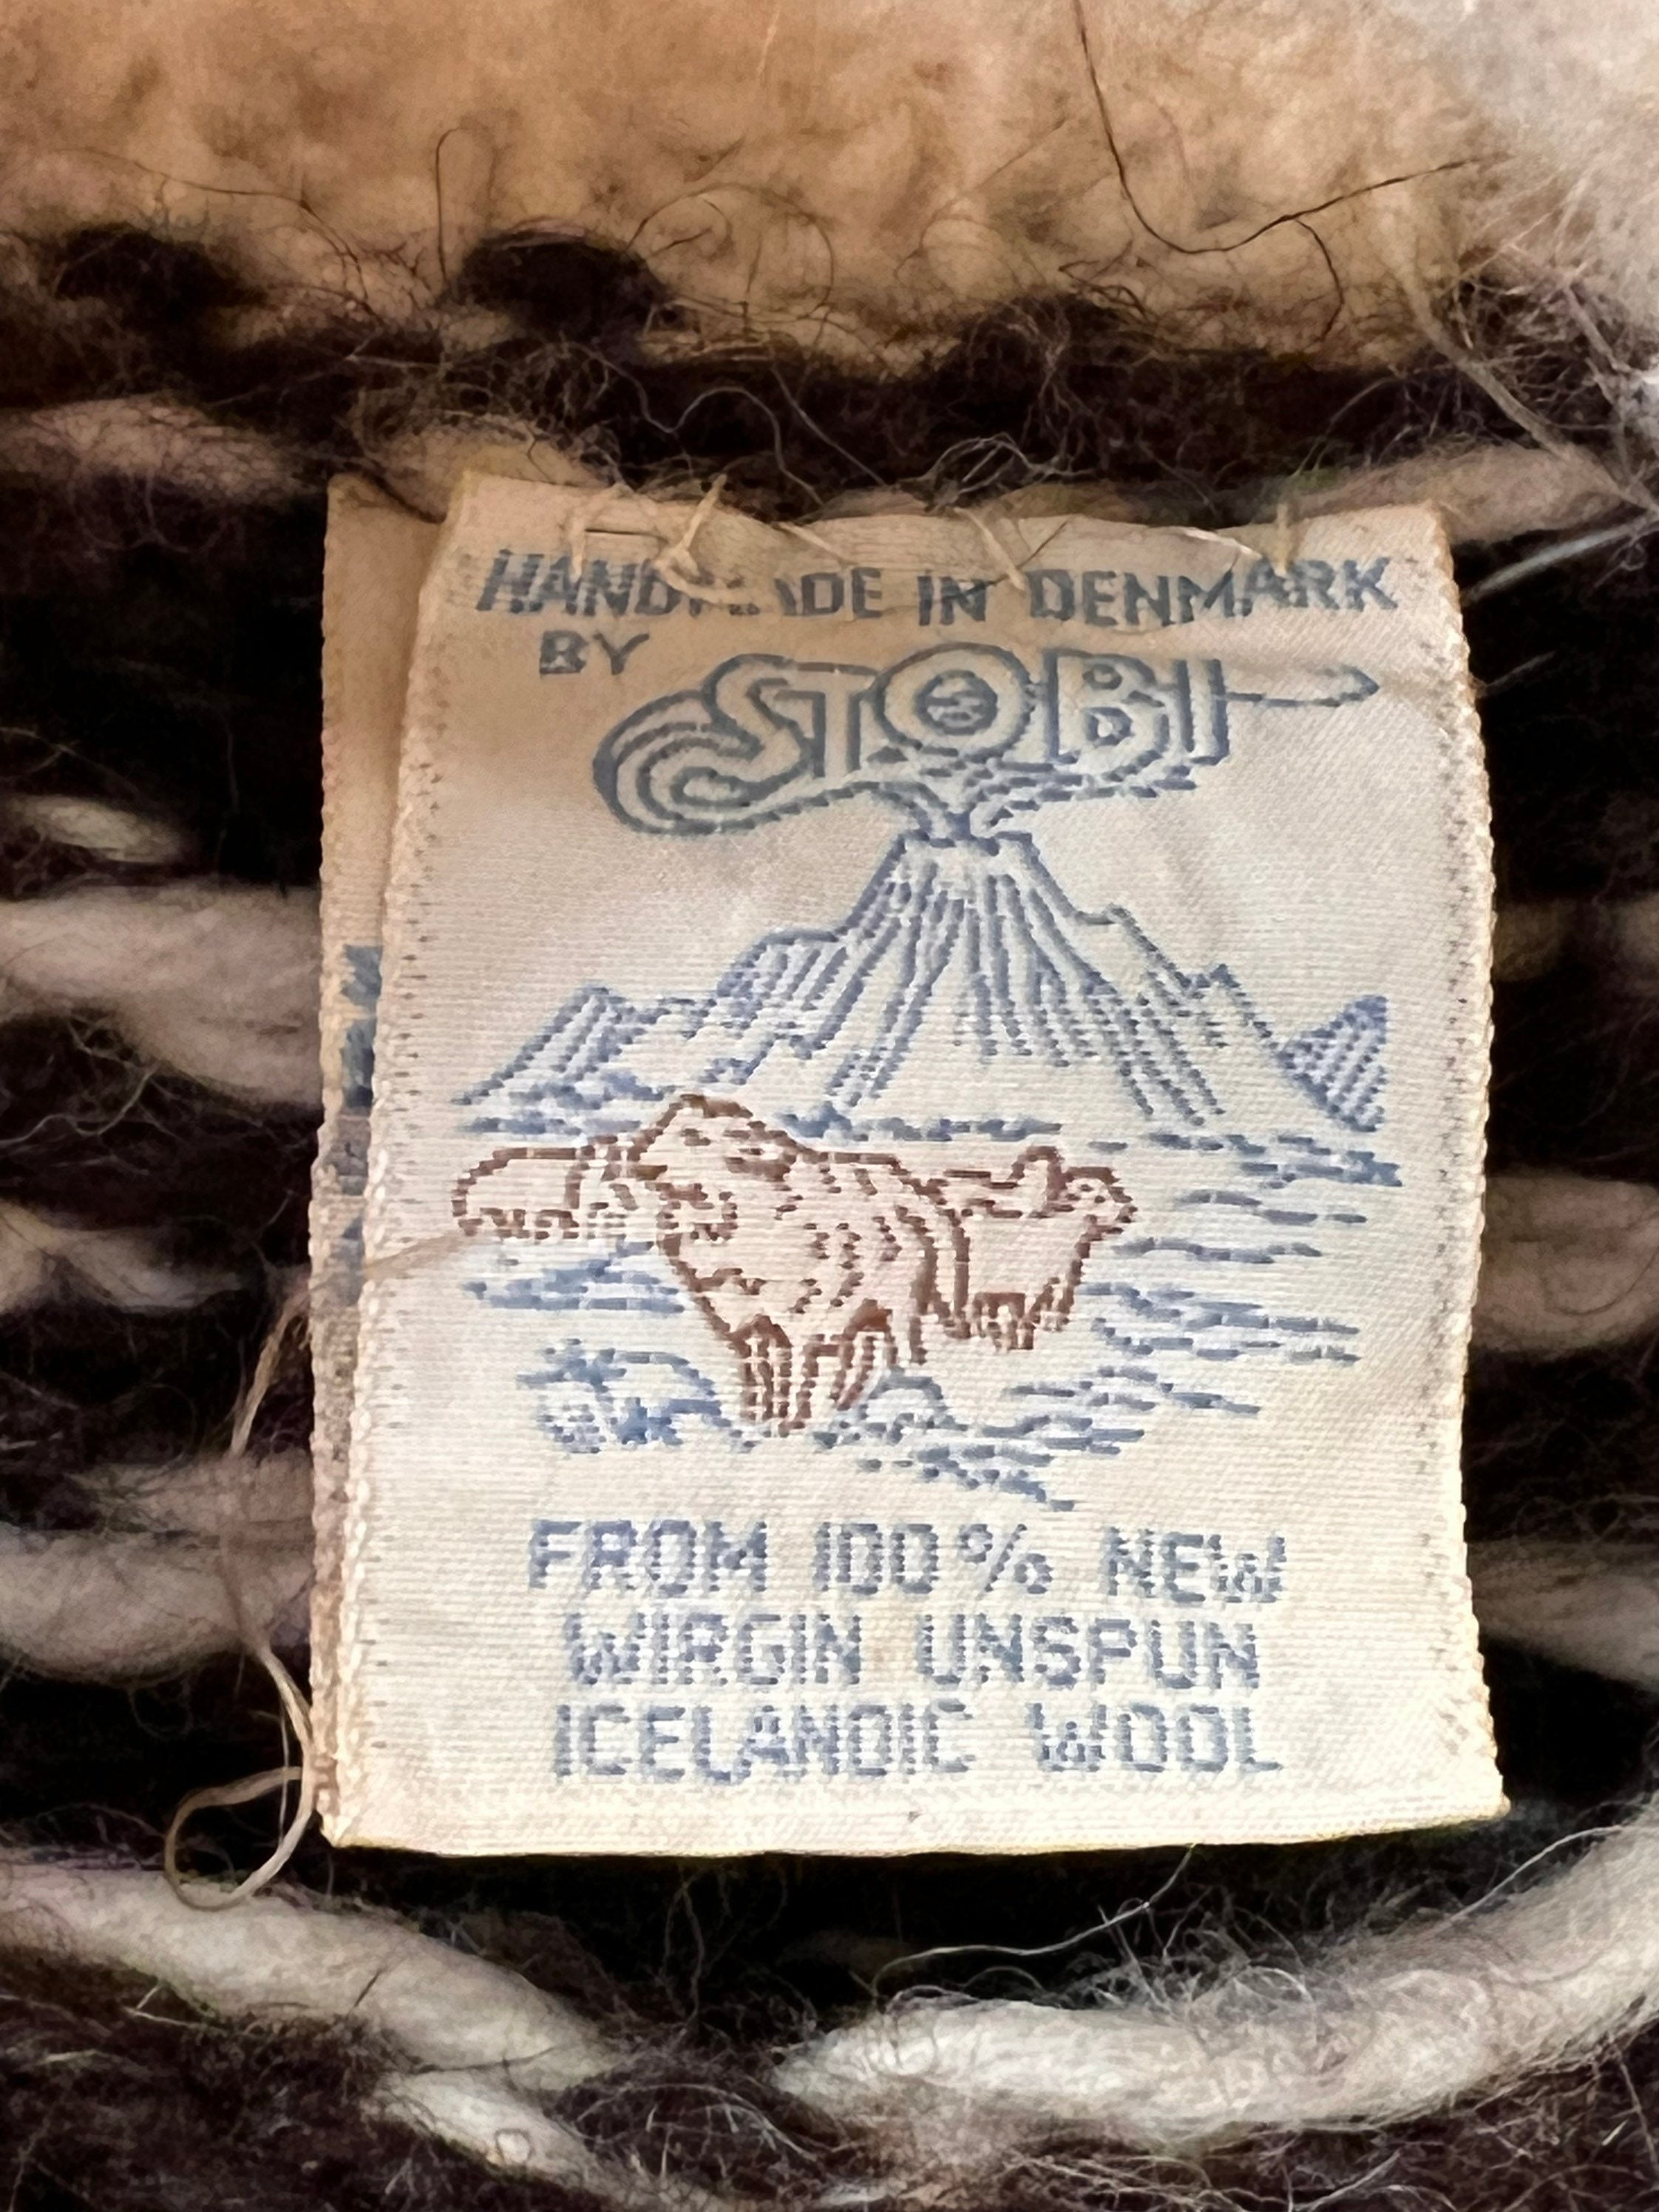 HANDMADE IN DENMARK
BY STOBI
FROM 100% NEW
WIRGIN UNSPUN
ICELANDIC WOOL